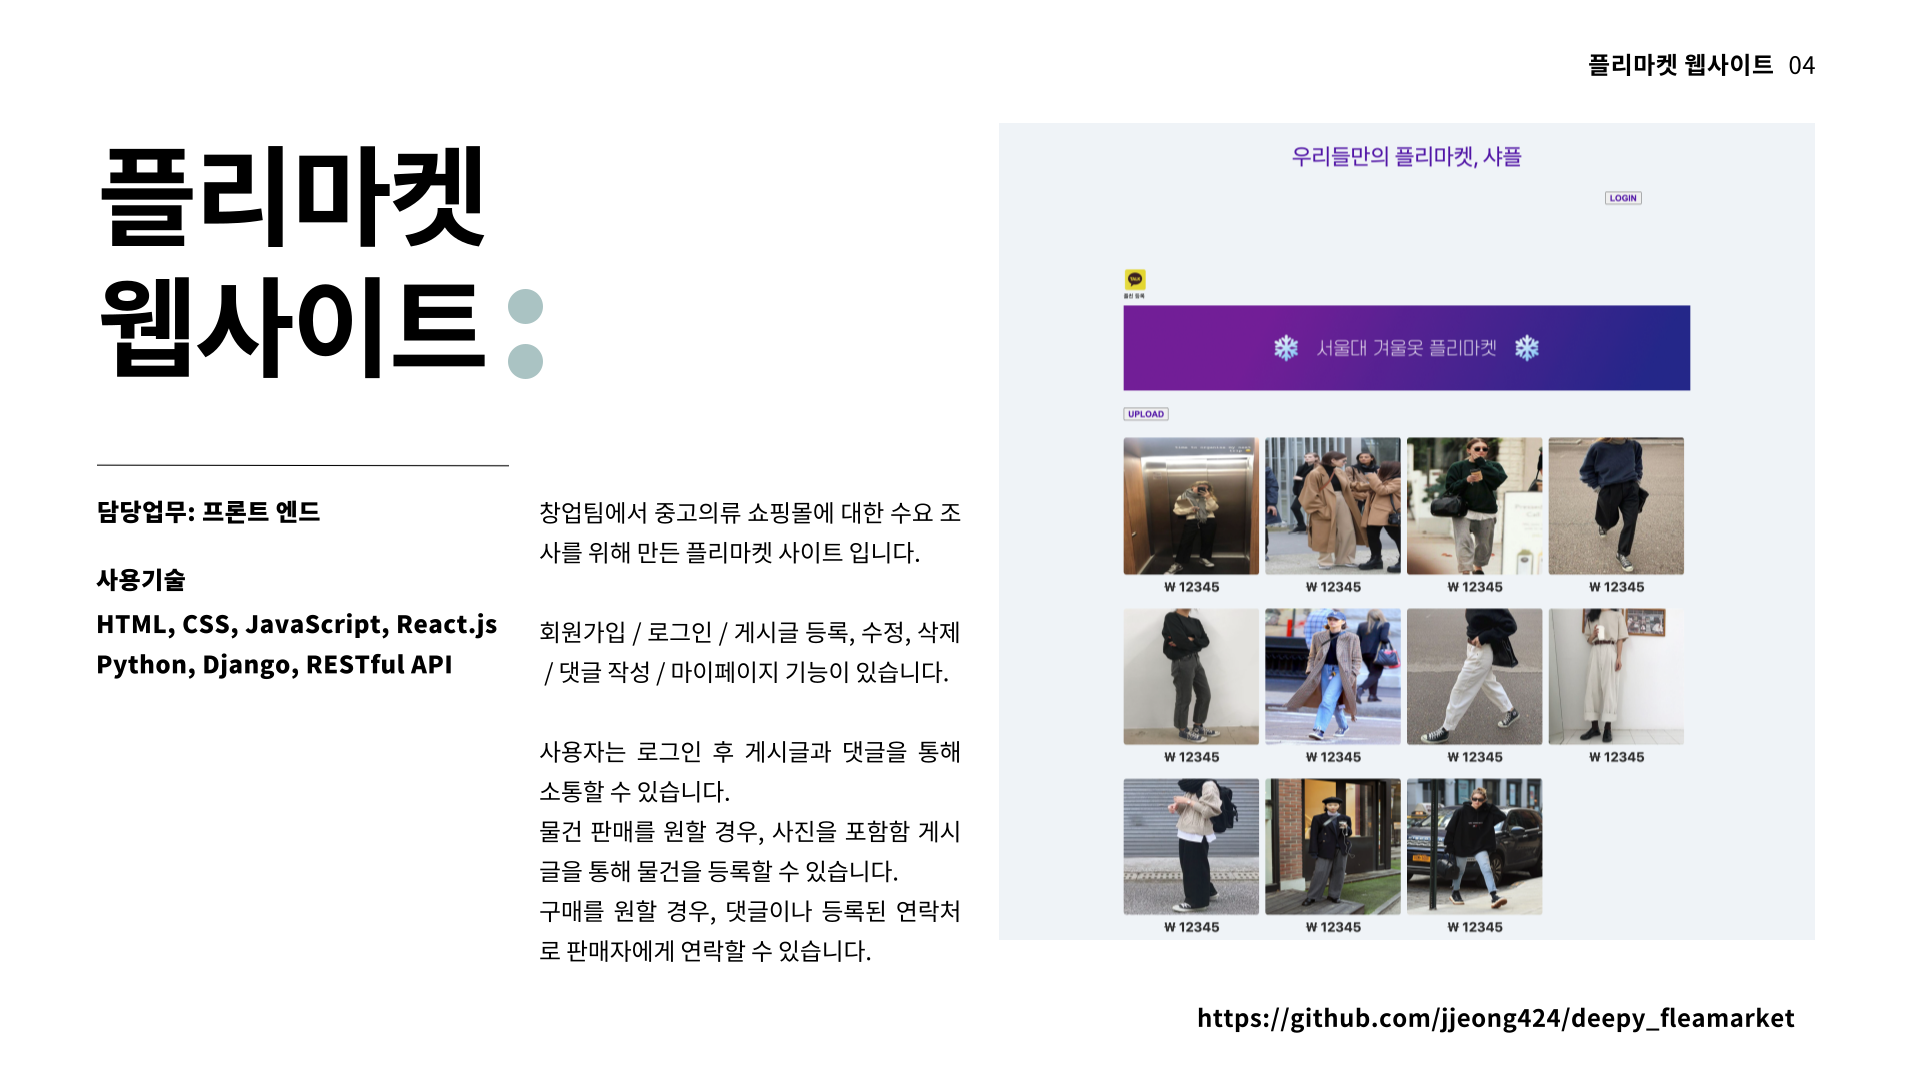 플리마켓 웹사이트 04
플리마켓
웹사이트
담당업무: 프론트 엔드
사용기술
HTML, CSS, JavaScript, React.js
Python, Django, RESTful API
창업팀에서 중고의류 쇼핑몰에 대한 수요 조
사를 위해 만든 플리마켓 사이트 입니다.
회원가입 / 로그인 / 게시글 등록, 수정, 삭제
/ 댓글 작성 / 마이페이지 기능이 있습니다.
사용자는 로그인 후 게시글과 댓글을 통해
소통할 수 있습니다.
물건 판매를 원할 경우, 사진을 포함함 게시
글을 통해 물건을 등록할 수 있습니다.
구매를 원할 경우, 댓글이나 등록된 연락처
로 판매자에게 연락할 수 있습니다.
우리들만의 플리마켓, 샤플
LOGIN
TALK
서울대 겨울옷 플리마켓
UPLOAD
₩ 12345 ₩ 12345 ₩ 12345 ₩ 12345
₩ 12345 ₩ 12345 ₩ 12345 ₩ 12345
₩ 12345 ₩ 12345 ₩ 12345
https://github.com/jjeong424/deepy_fleamarket